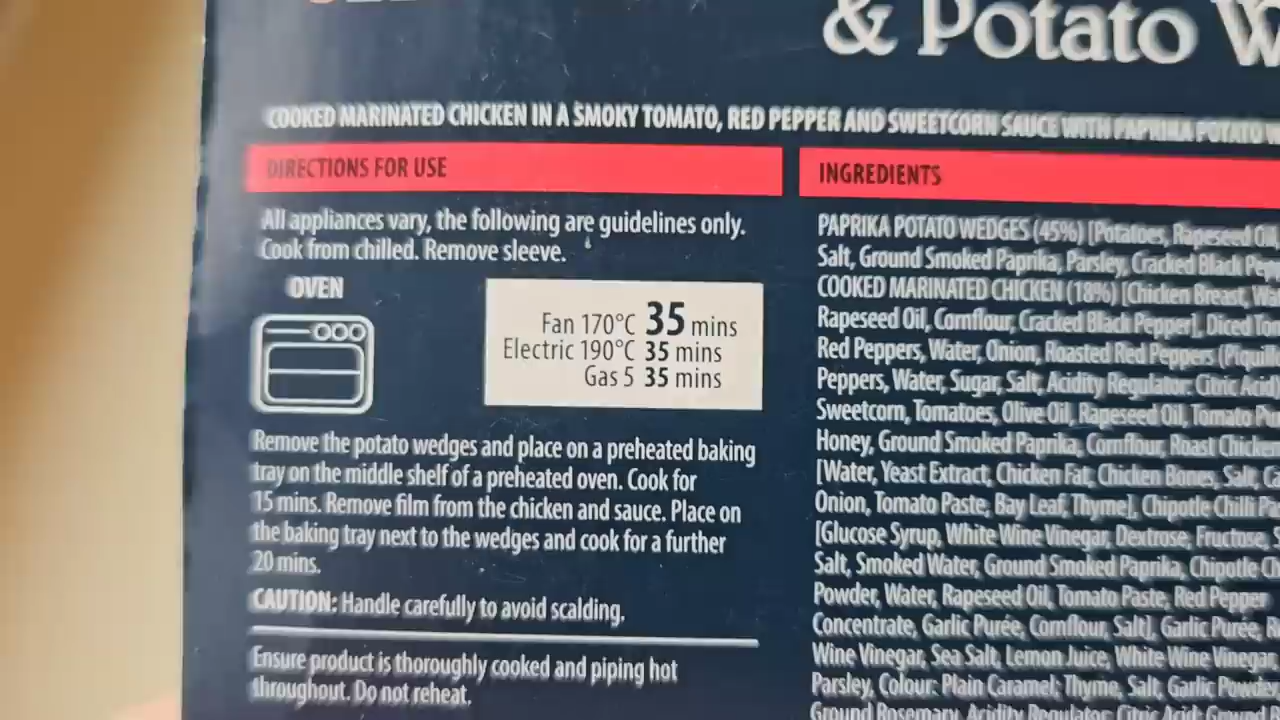 & Potato W
COOKED MARINATED CHICKEN IN A SMOKY TOMATO, RED PEPPER AND SWEETCORN SAUCE WITH PAPRIKA POTATO W
DIRECTIONS FOR USE
All appliances vary, the following are guidelines only.
Cook from chilled. Remove sleeve.
OVEN
Fan 170°C 35 mins
Electric 190°C 35 mins
Gas 5 35 mins
Remove the potato wedges and place on a preheated baking
tray on the middle shelf of a preheated oven. Cook for
15 mins. Remove film from the chicken and sauce. Place on
the baking tray next to the wedges and cook for a further
20 mins.
CAUTION: Handle carefully to avoid scalding.
Ensure product is thoroughly cooked and piping hot
throughout. Do not reheat.
INGREDIENTS
PAPRIKA POTATO WEDGES (45%) [Potatoes, Rapeseed Oil,
Salt, Ground Smoked Paprika, Parsley, Cracked Black Pepp
COOKED MARINATED CHICKEN (18%) [Chicken Breast, Wa
Rapeseed Oil, Cornflour, Cracked Black Pepper], Diced Tom
Red Peppers, Water, Onion, Roasted Red Peppers (Piquill
Peppers, Water, Sugar, Salt, Acidity Regulator: Citric Acid)
Sweetcorn, Tomatoes, Olive Oil, Rapeseed Oil, Tomato Pu
Honey, Ground Smoked Paprika, Cornflour, Roast Chicken
[Water, Yeast Extract, Chicken Fat, Chicken Bones, Salt, Ca
Onion, Tomato Paste, Bay Leaf, Thyme], Chipotle Chilli Pa
[Glucose Syrup, White Wine Vinegar, Dextrose, Fructose, S
Salt, Smoked Water, Ground Smoked Paprika, Chipotle Ch
Powder, Water, Rapeseed Oil, Tomato Paste, Red Pepper
Concentrate, Garlic Purée, Cornflour, Salt], Garlic Purée, R
Wine Vinegar, Sea Salt, Lemon Juice, White Wine Vinegar,
Parsley, Colour: Plain Caramel; Thyme, Salt, Garlic Powder
Ground Rosemary, Acidity Regulator: Citric Acid; Ground B